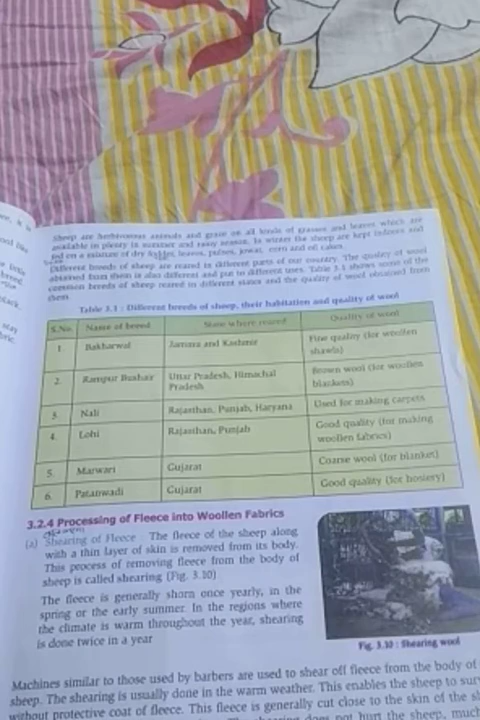 Sheep are herbivorous animals and graze on all kinds of grasses and leaves which are
available in plenty in summer and rainy season. In winter the sheep are kept indoors and
fed on a mixture of dry fodder, leaves, pulses, jowar, corn and oil cakes.
Different breeds of sheep are reared in different parts of our country. The quality of wool
obtained from them is also different and put to different uses. Table 3.1 shows some of the
common breeds of sheep reared in different states and the quality of wool obtained from
them
Table 3.1 : Different breeds of sheep, their habitation and quality of wool
S.No. Name of breed State where reared Quality of wool
1. Bakharwal Jammu and Kashmir Fine quality (for woollen
shawls)
2. Rampur Bushair Uttar Pradesh, Himachal
Pradesh Brown wool (for woollen
blankets)
3. Nali Rajasthan, Punjab, Haryana Used for making carpets
4. Lohi Rajasthan, Punjab Good quality (for making
woollen fabrics)
5. Marwari Gujarat Coarse wool (for blanket)
6. Patanwadi Gujarat Good quality (for hosiery)
3.2.4 Processing of Fleece into Woollen Fabrics
(a) Shearing of Fleece The fleece of the sheep along
with a thin layer of skin is removed from its body.
This process of removing fleece from the body of
sheep is called shearing (Fig. 3.10)
The fleece is generally shorn once yearly, in the
spring or the early summer. In the regions where
the climate is warm throughout the year, shearing
is done twice in a year
Fig. 3.10 : Shearing wool
Machines similar to those used by barbers are used to shear off fleece from the body of
sheep. The shearing is usually done in the warm weather. This enables the sheep to
without protective coat of fleece. This fleece is generally cut close to the skin of the
shearing does not hurt the sheep, much